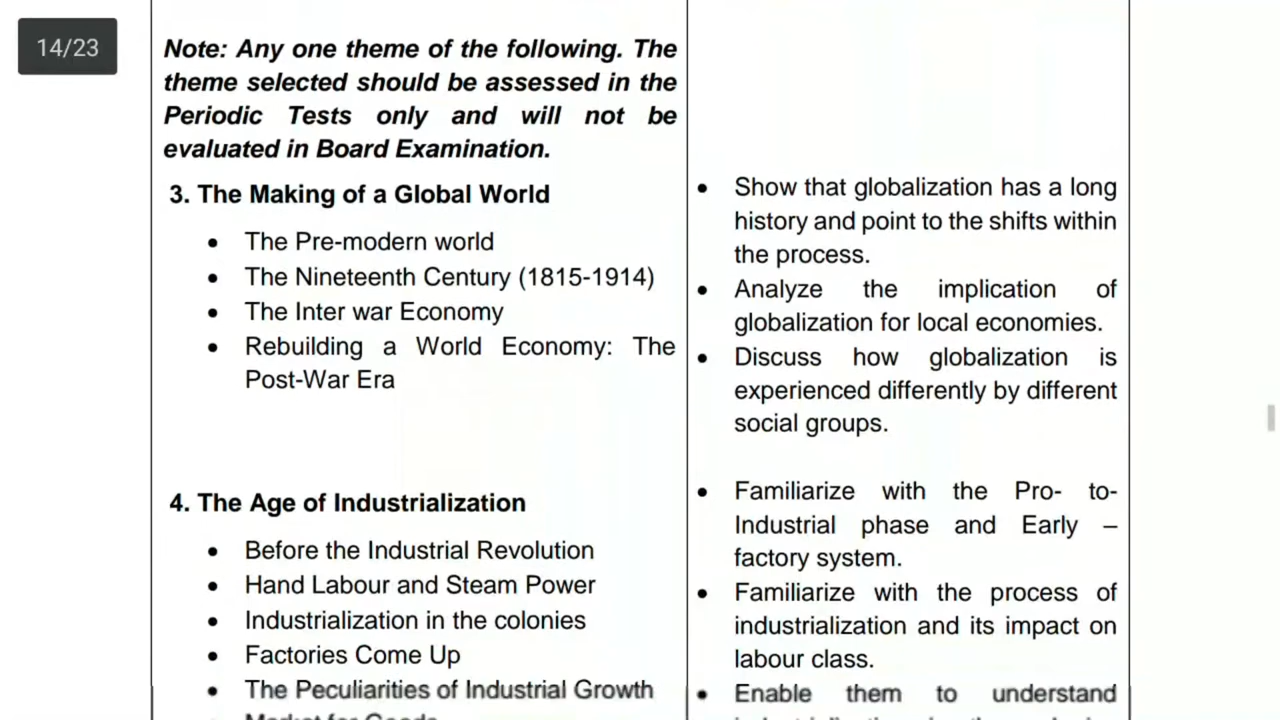 14/23
Note: Any one theme of the following. The
theme selected should be assessed in the
Periodic Tests only and will not be
evaluated in Board Examination.
3. The Making of a Global World
• The Pre-modern world
• The Nineteenth Century (1815-1914)
• The Inter war Economy
• Rebuilding a World Economy: The
Post-War Era
4. The Age of Industrialization
• Before the Industrial Revolution
• Hand Labour and Steam Power
• Industrialization in the colonies
• Factories Come Up
• The Peculiarities of Industrial Growth
• Market for Goods
• Show that globalization has a long
history and point to the shifts within
the process.
• Analyze the implication of
globalization for local economies.
• Discuss how globalization is
experienced differently by different
social groups.
• Familiarize with the Pro- to-
Industrial phase and Early –
factory system.
• Familiarize with the process of
industrialization and its impact on
labour class.
• Enable them to understand